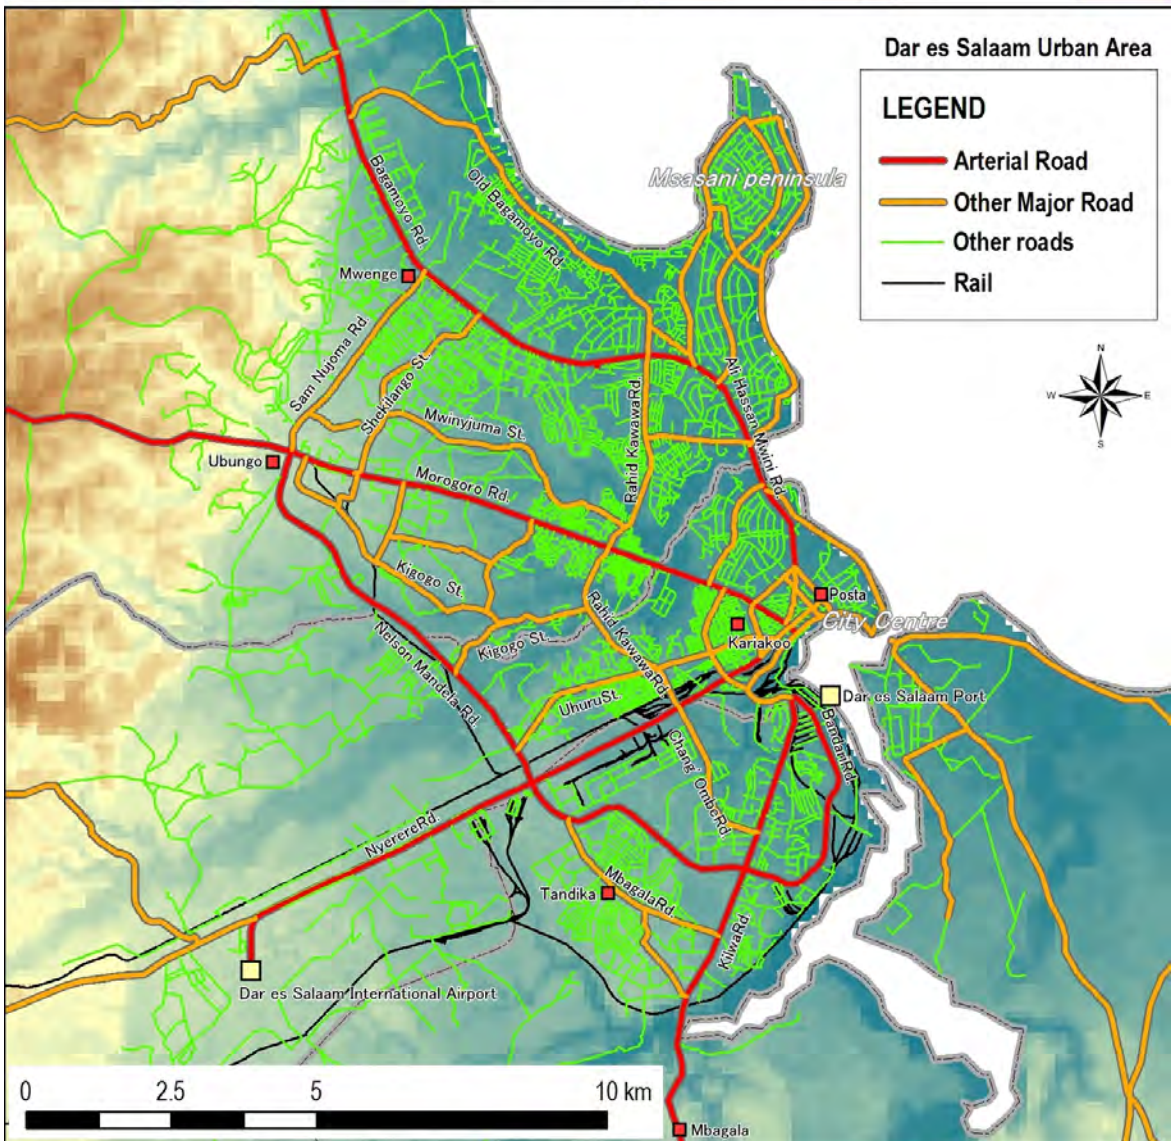 Dar es Salaam Urban Area
LEGEND
Arterial Road
Other Major Road
Other roads
Rail
N
W
E
S
Msasani peninsula
Bagamoyo Rd.
Old Bagamoyo Rd.
Mwenge
Sam Nujoma Rd.
Shekilango St.
Mwinyjuma St.
Rahid KawawaRd.
Ali Hassan Mwini Rd.
Ubungo
Morogoro Rd.
Kigogo St.
Posta
City Centre
Kariakoo
Rahid KawawaRd.
Kigogo St.
Nelson Mandela Rd.
UhuruSt.
Dar es Salaam Port
BandariRd.
Chang' OmbeRd.
NyerereRd.
Tandika
MbagalaRd.
KilwaRd
Dar es Salaam International Airport
0 2.5 5 10 km
Mbagala